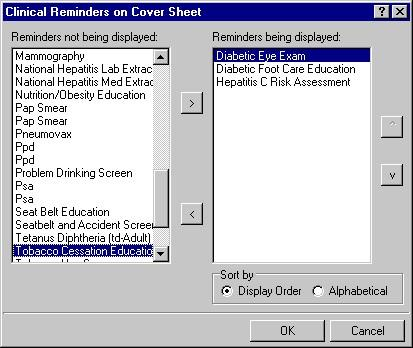 Clinical Reminders on Cover Sheet
Reminders not being displayed:
Mammography
National Hepatitis Lab Extrac
National Hepatitis Med Extrac
Nutrition/Obesity Education
Pap Smear
Pap Smear
Pneumovax
Ppd
Ppd
Problem Drinking Screen
Psa
Psa
Seat Belt Education
Seatbelt and Accident Screer
Tetanus Diphtheria (td-Adult)
Tobacco Cessation Educatio
>
<
Reminders being displayed:
Diabetic Eye Exam
Diabetic Foot Care Education
Hepatitis C Risk Assessment
^
v
Sort by
Display Order
Alphabetical
OK
Cancel